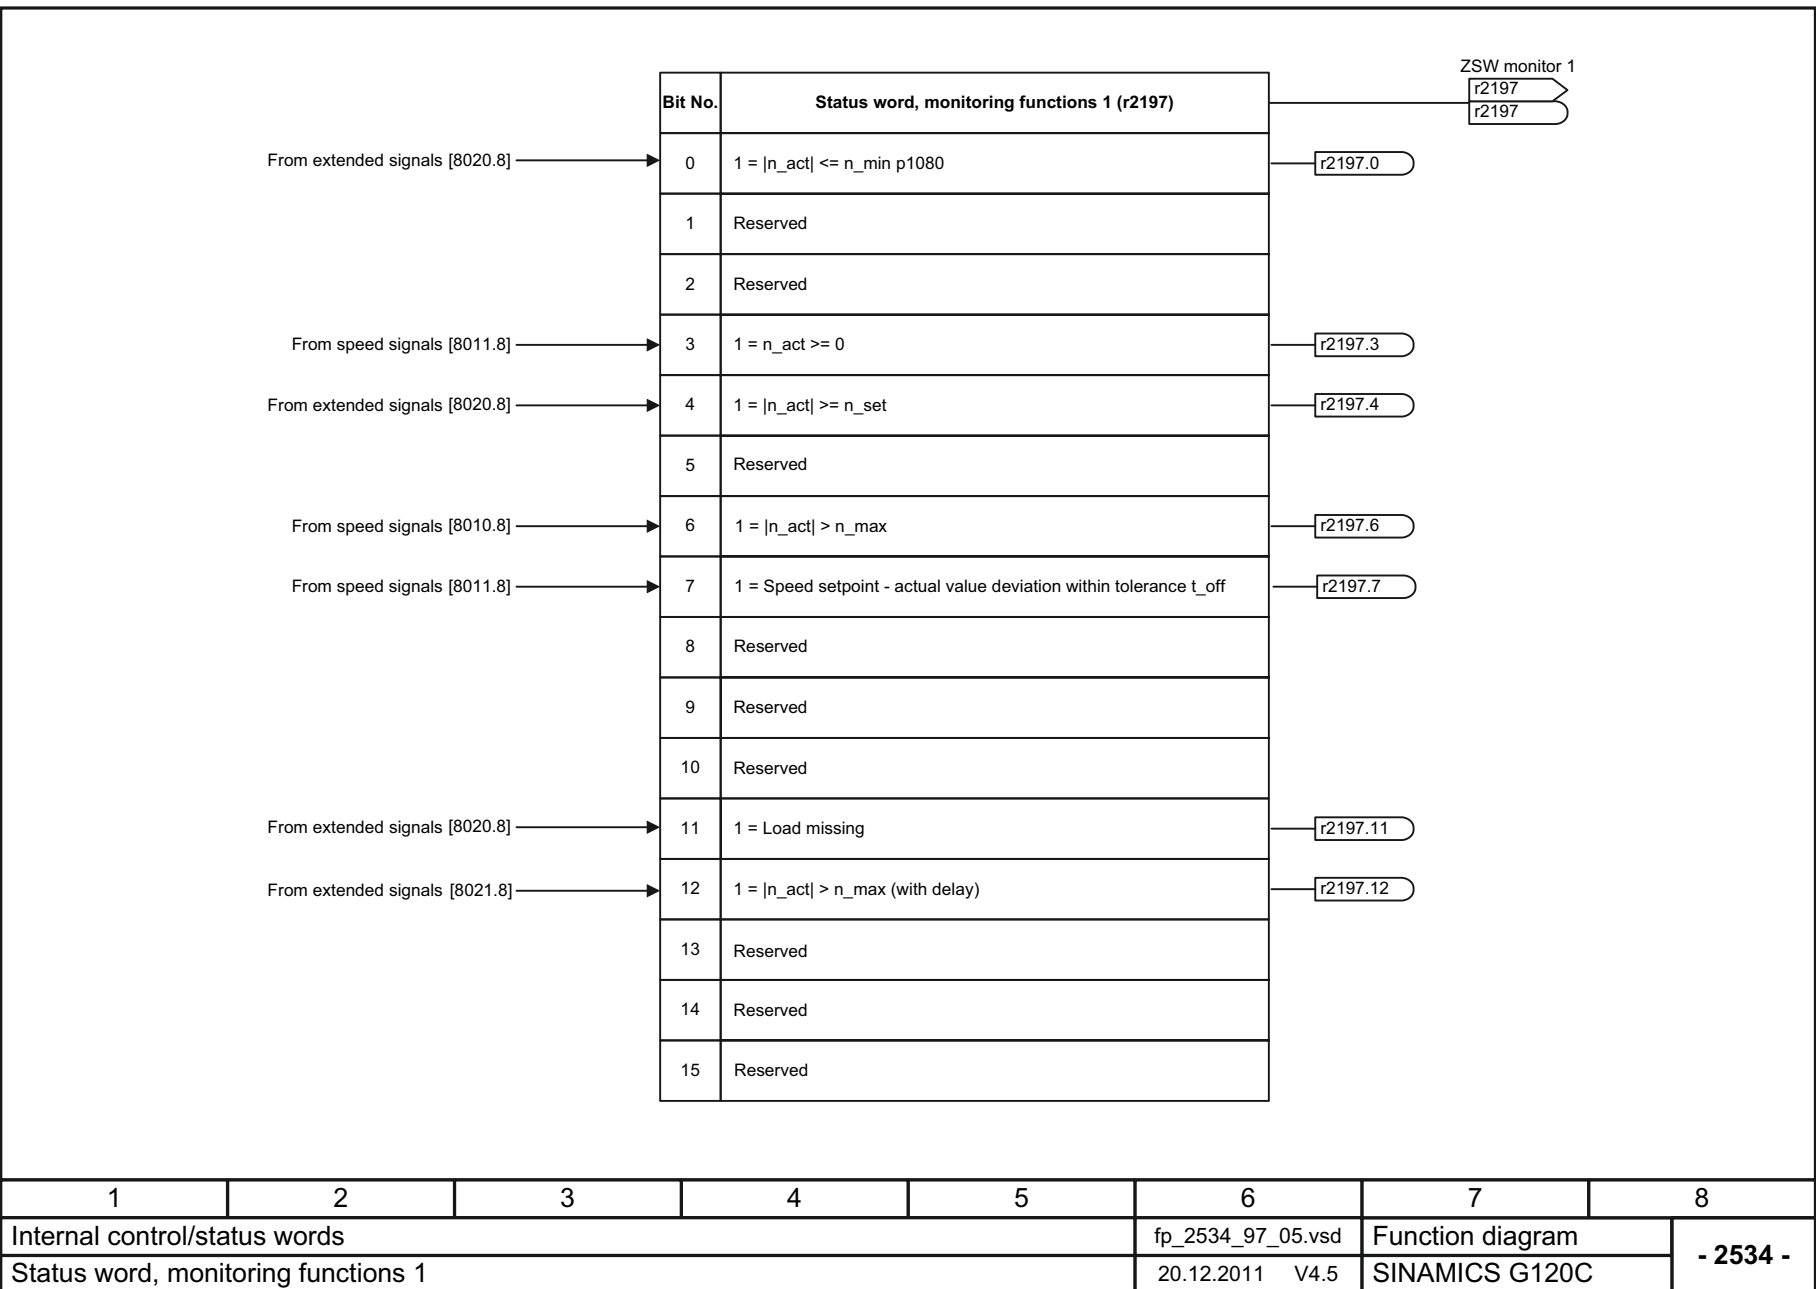 ZSW monitor 1
r2197
r2197
Bit No. Status word, monitoring functions 1 (r2197)
From extended signals [8020.8] 0 1 = |n_act| <= n_min p1080 r2197.0
1 Reserved
2 Reserved
From speed signals [8011.8] 3 1 = n_act >= 0 r2197.3
From extended signals [8020.8] 4 1 = |n_act| >= n_set r2197.4
5 Reserved
From speed signals [8010.8] 6 1 = |n_act| > n_max r2197.6
From speed signals [8011.8] 7 1 = Speed setpoint - actual value deviation within tolerance t_off r2197.7
8 Reserved
9 Reserved
10 Reserved
From extended signals [8020.8] 11 1 = Load missing r2197.11
From extended signals [8021.8] 12 1 = |n_act| > n_max (with delay) r2197.12
13 Reserved
14 Reserved
15 Reserved
1 2 3 4 5 6 7 8
Internal control/status words fp_2534_97_05.vsd Function diagram
- 2534 -
Status word, monitoring functions 1 20.12.2011 V4.5 SINAMICS G120C